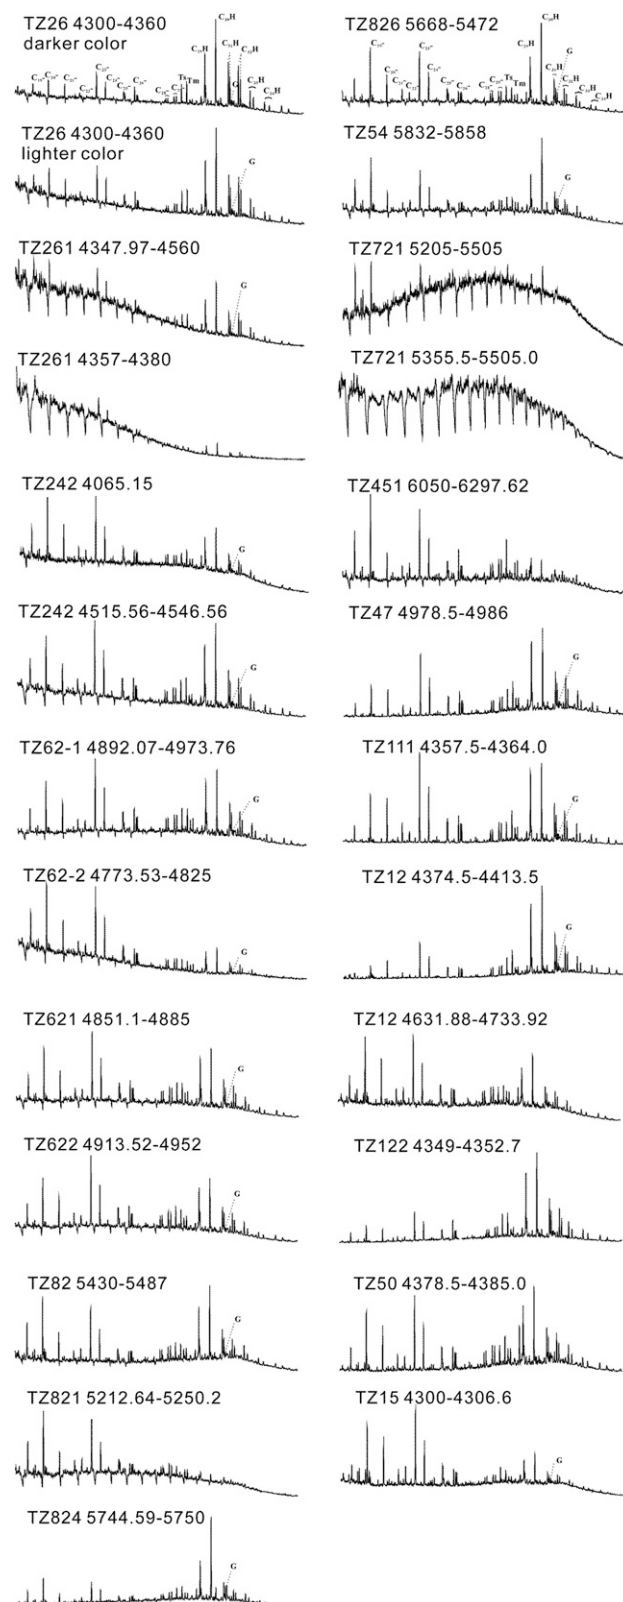 TZ26 4300-4360
darker color
Ts
Tm
G
TZ26 4300-4360
lighter color
G
TZ261 4347.97-4560
G
TZ261 4357-4380
TZ242 4065.15
G
TZ242 4515.56-4546.56
G
TZ62-1 4892.07-4973.76
G
TZ62-2 4773.53-4825
G
TZ621 4851.1-4885
G
TZ622 4913.52-4952
G
TZ82 5430-5487
G
TZ821 5212.64-5250.2
TZ824 5744.59-5750
G
TZ826 5668-5472
G
Ts
Tm
TZ54 5832-5858
G
TZ721 5205-5505
TZ721 5355.5-5505.0
TZ451 6050-6297.62
TZ47 4978.5-4986
G
TZ111 4357.5-4364.0
G
TZ12 4374.5-4413.5
G
TZ12 4631.88-4733.92
TZ122 4349-4352.7
TZ50 4378.5-4385.0
TZ15 4300-4306.6
G